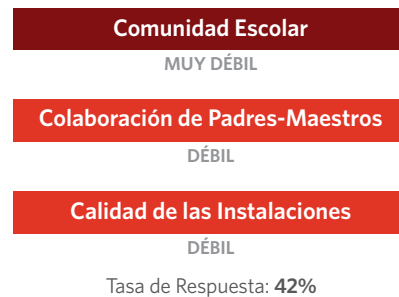 Comunidad Escolar
MUY DÉBIL
Colaboración de Padres-Maestros
DÉBIL
Calidad de las Instalaciones
DÉBIL
Tasa de Respuesta: 42%